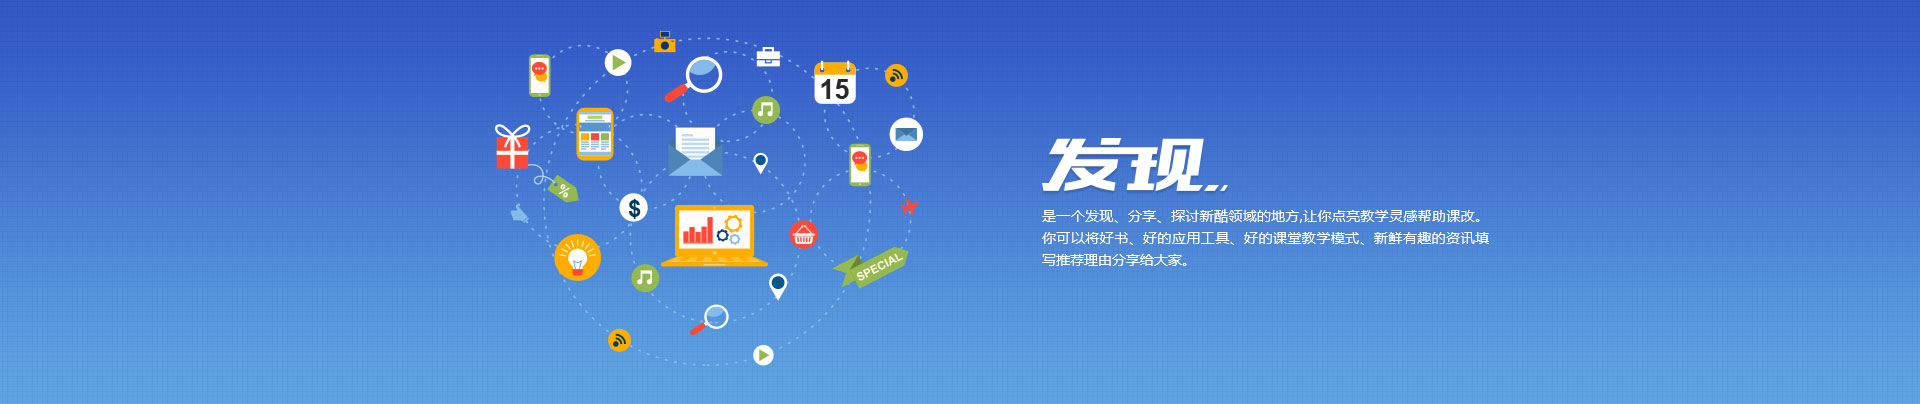 15
%
$
SPECIAL
发现...
是一个发现、分享、探讨新酷领域的地方,让你点亮教学灵感帮助课改。
你可以将好书、好的应用工具、好的课堂教学模式、新鲜有趣的资讯填
写推荐理由分享给大家。